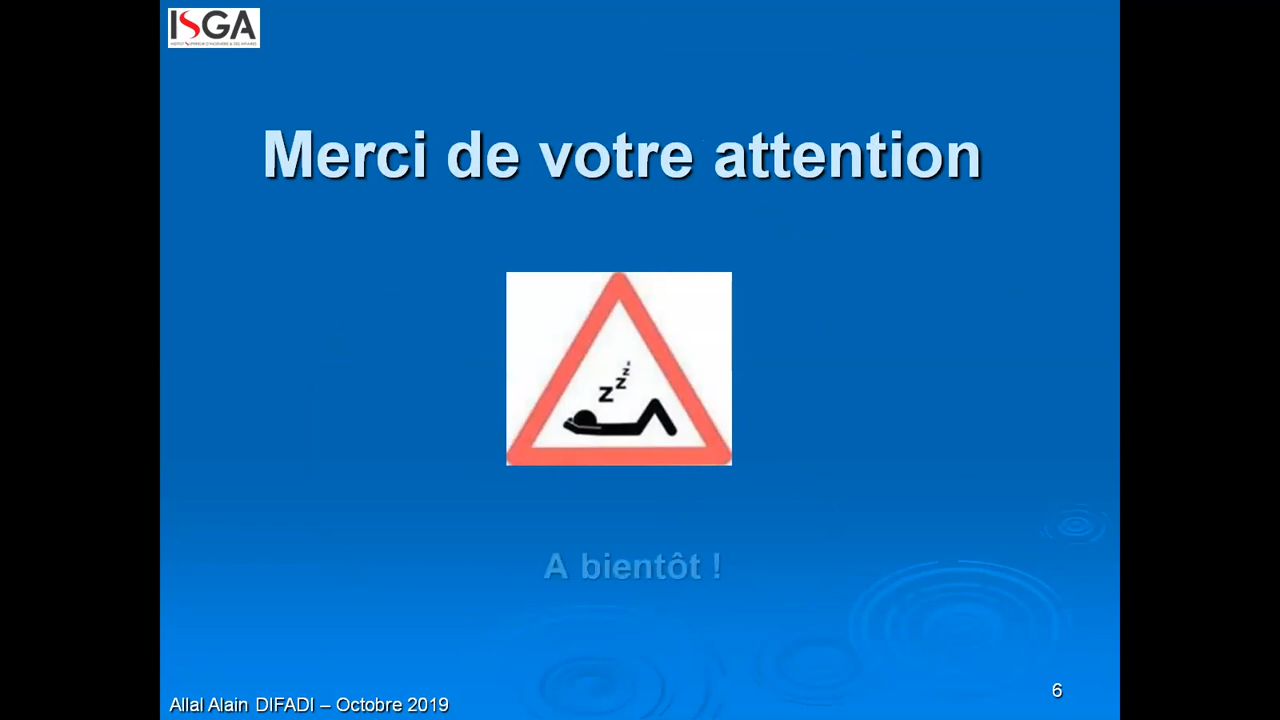 ISGA
Merci de votre attention
z z z
A bientôt !
6
Allal Alain DIFADI – Octobre 2019